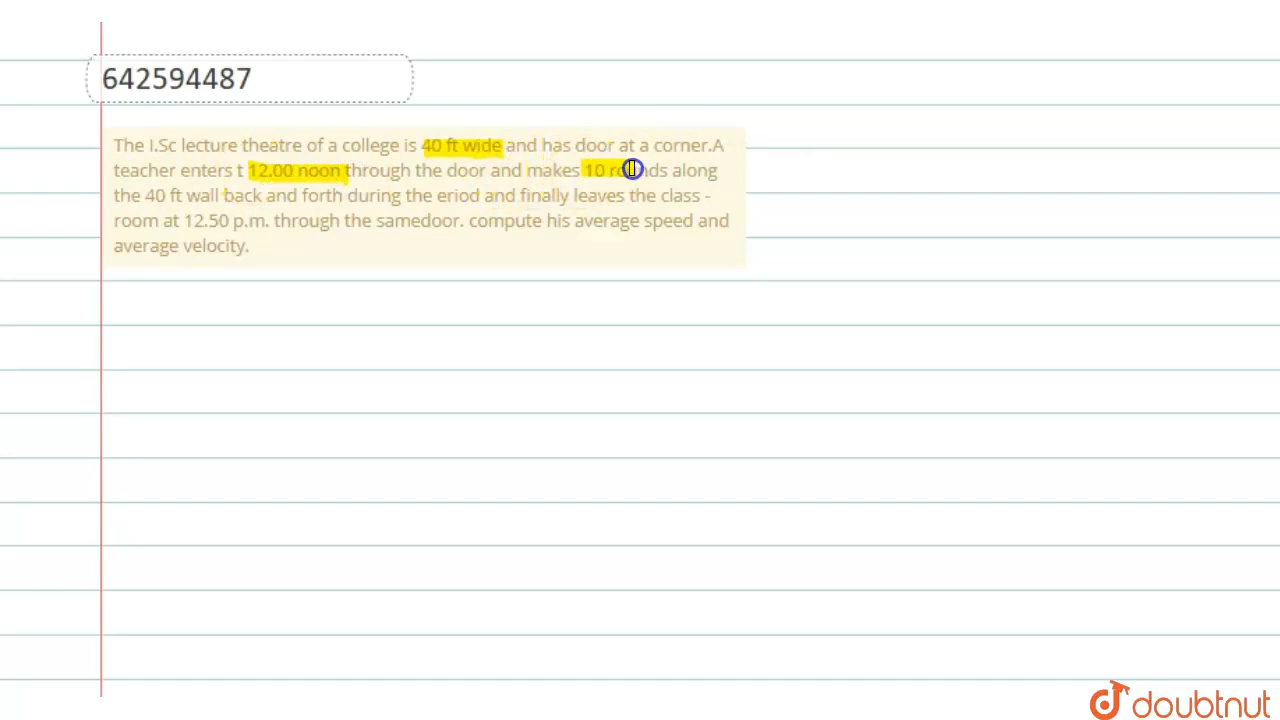 642594487
The I.Sc lecture theatre of a college is 40 ft wide and has door at a corner.A
teacher enters t 12.00 noon through the door and makes 10 rounds along
the 40 ft wall back and forth during the eriod and finally leaves the class -
room at 12.50 p.m. through the samedoor. compute his average speed and
average velocity.
doubtnut